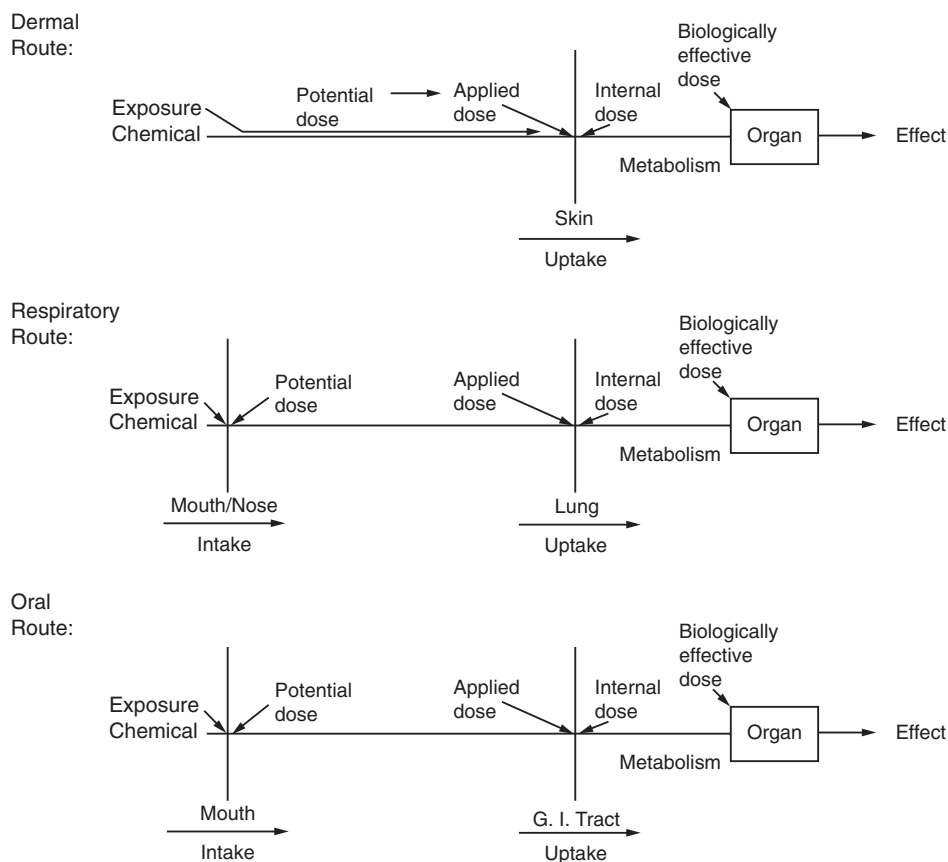 Dermal
Route:
Exposure
Chemical
Potential
dose
Applied
dose
Internal
dose
Biologically
effective
dose
Organ
Effect
Metabolism
Skin
Uptake
Respiratory
Route:
Exposure
Chemical
Potential
dose
Applied
dose
Internal
dose
Biologically
effective
dose
Organ
Effect
Metabolism
Mouth/Nose
Intake
Lung
Uptake
Oral
Route:
Exposure
Chemical
Potential
dose
Applied
dose
Internal
dose
Biologically
effective
dose
Organ
Effect
Metabolism
Mouth
Intake
G. I. Tract
Uptake